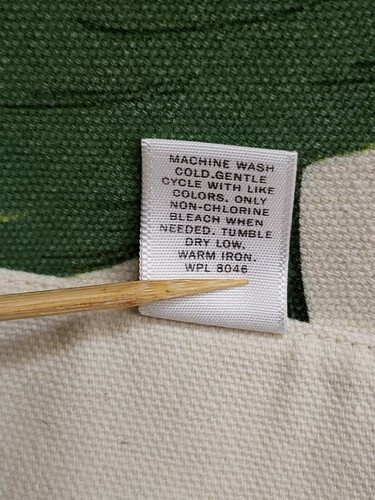 MACHINE WASH
COLD.GENTLE
CYCLE WITH LIKE
COLORS. ONLY
NON-CHLORINE
BLEACH WHEN
NEEDED. TUMBLE
DRY LOW.
WARM IRON.
WPL 8046